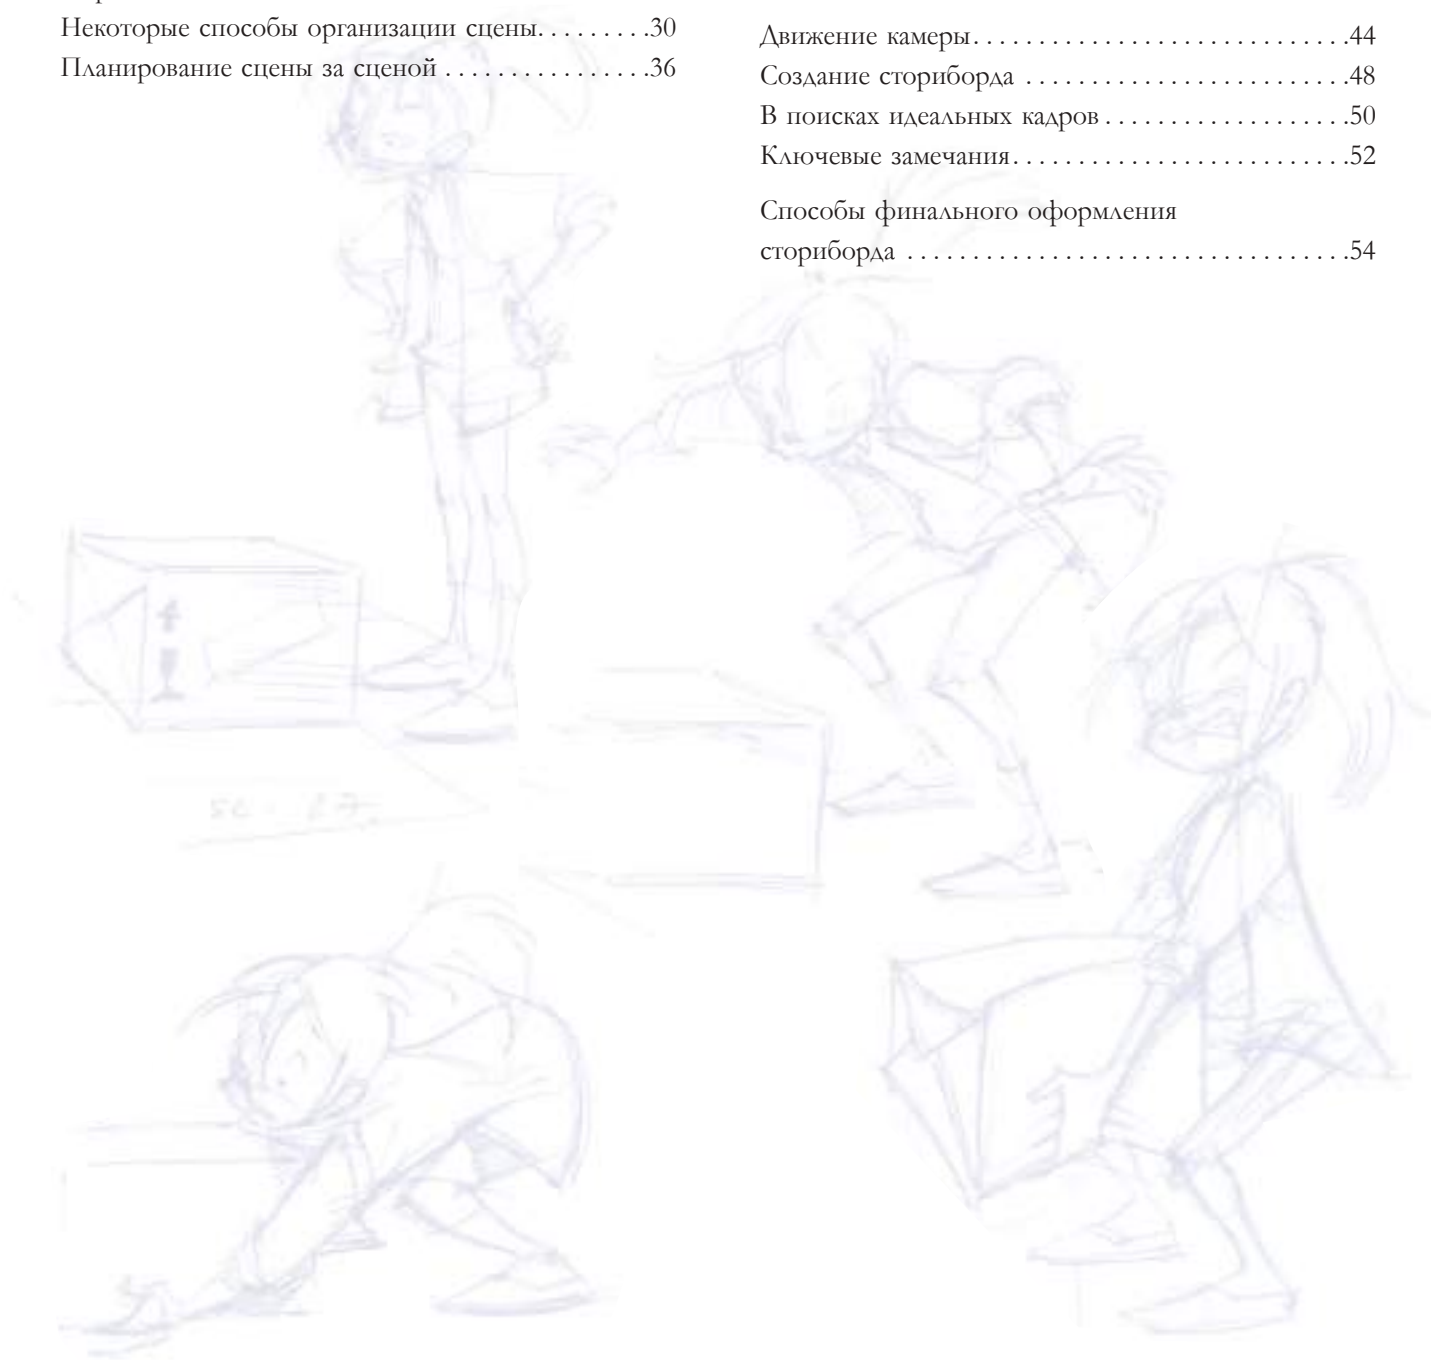 Некоторые способы организации сцены. . . . . . . . .30
Планирование сцены за сценой . . . . . . . . . . . . . . . .36
Движение камеры. . . . . . . . . . . . . . . . . . . . . . . . . . . . .44
Создание сториборда . . . . . . . . . . . . . . . . . . . . . . . . .48
В поисках идеальных кадров . . . . . . . . . . . . . . . . . . .50
Ключевые замечания. . . . . . . . . . . . . . . . . . . . . . . . . .52
Способы финального оформления
сториборда . . . . . . . . . . . . . . . . . . . . . . . . . . . . . . . . . .54